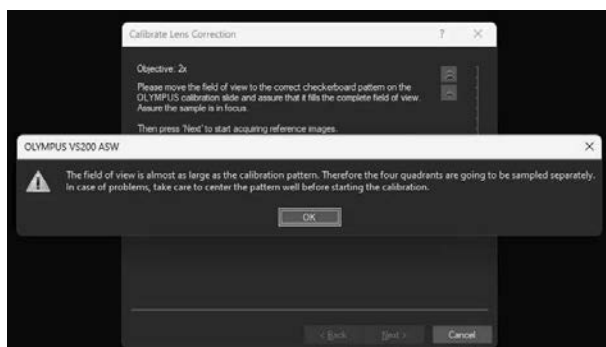 Calibrate Lens Correction ? ×
Objective: 2x
Please move the field of view to the correct checkerboard pattern on the
OLYMPUS calibration slide and assure that it fills the complete field of view.
Assure the sample is in focus.
Then press 'Next' to start acquiring reference images.
OLYMPUS VS200 ASW ×
The field of view is almost as large as the calibration pattern. Therefore the four quadrants are going to be sampled separately.
In case of problems, take care to center the pattern well before starting the calibration.
OK
< Back Next > Cancel